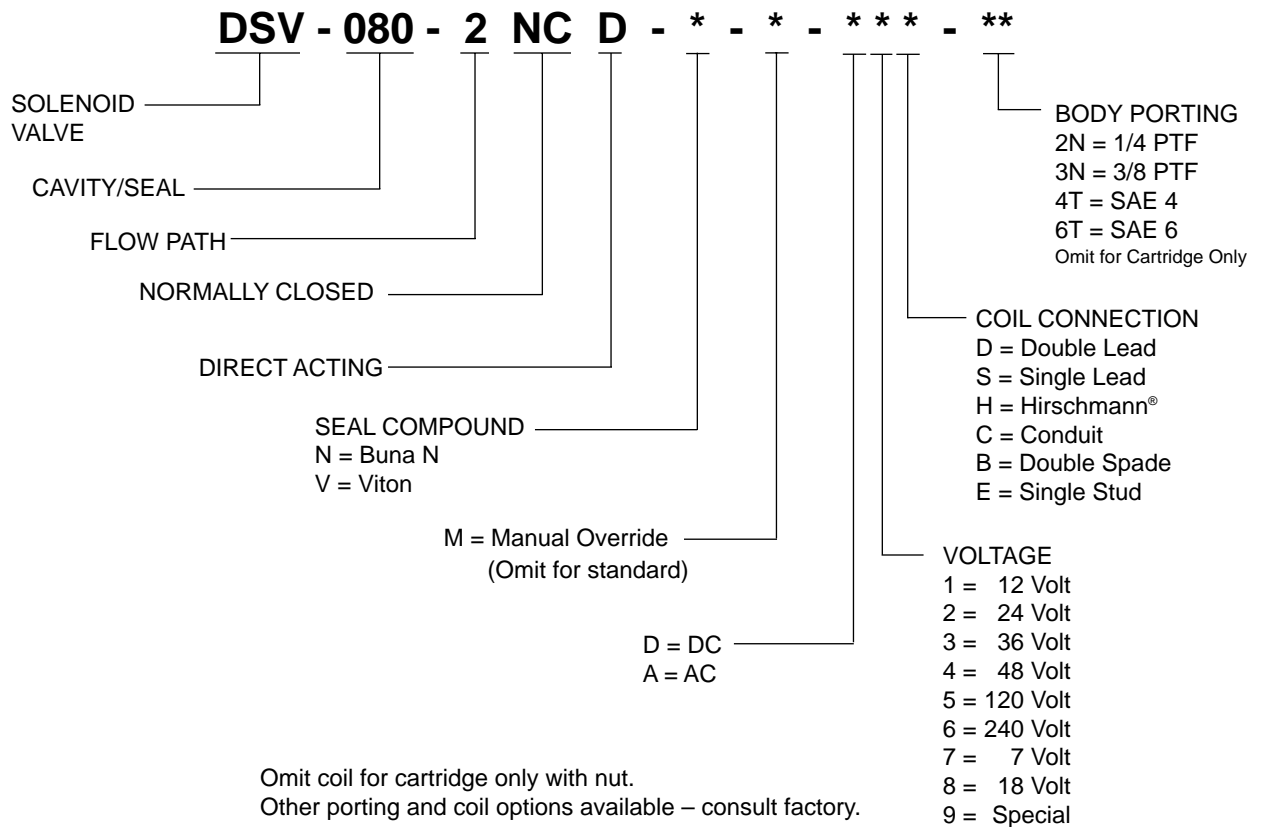 DSV - 080 - 2 NC D - * - * - * * * - **
SOLENOID
VALVE
CAVITY/SEAL
FLOW PATH
NORMALLY CLOSED
DIRECT ACTING
SEAL COMPOUND
N = Buna N
V = Viton
M = Manual Override
(Omit for standard)
D = DC
A = AC
BODY PORTING
2N = 1/4 PTF
3N = 3/8 PTF
4T = SAE 4
6T = SAE 6
Omit for Cartridge Only
COIL CONNECTION
D = Double Lead
S = Single Lead
H = Hirschmann®
C = Conduit
B = Double Spade
E = Single Stud
VOLTAGE
1 = 12 Volt
2 = 24 Volt
3 = 36 Volt
4 = 48 Volt
5 = 120 Volt
6 = 240 Volt
7 = 7 Volt
8 = 18 Volt
9 = Special
Omit coil for cartridge only with nut.
Other porting and coil options available – consult factory.